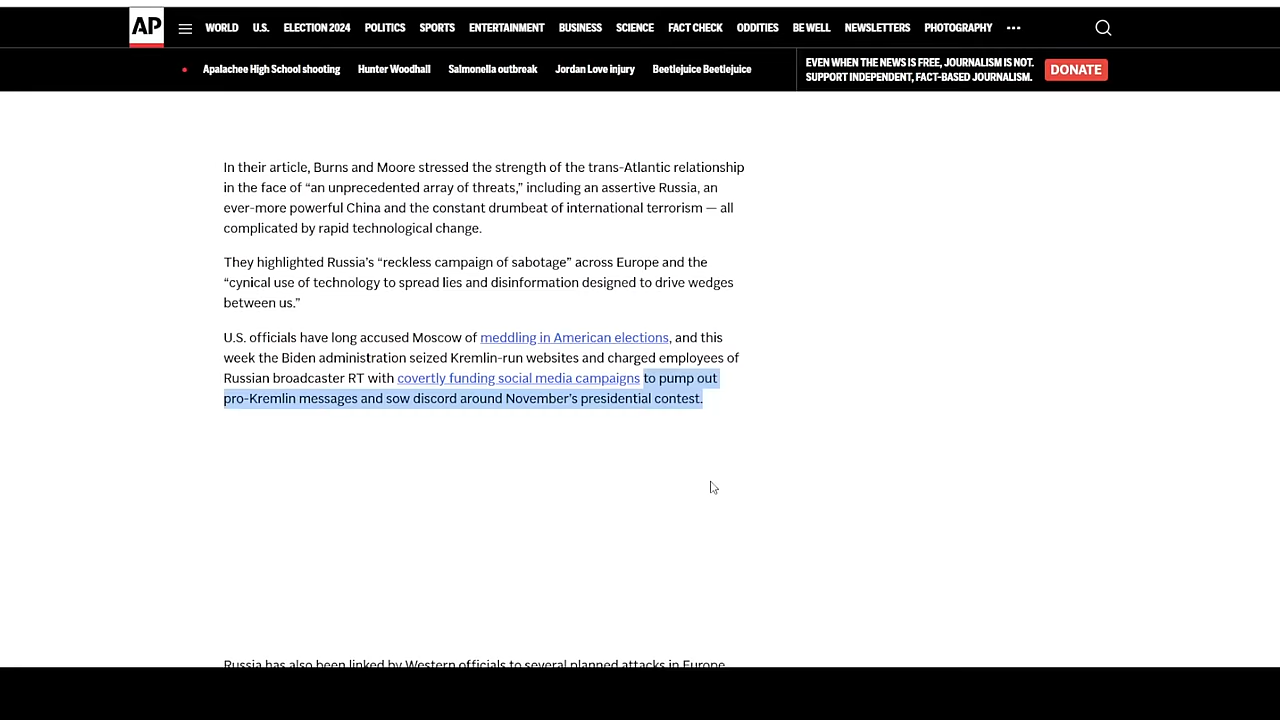 AP
WORLD U.S. ELECTION 2024 POLITICS SPORTS ENTERTAINMENT BUSINESS SCIENCE FACT CHECK ODDITIES BE WELL NEWSLETTERS PHOTOGRAPHY •••
Apalachee High School shooting Hunter Woodhall Salmonella outbreak Jordan Love injury Beetlejuice Beetlejuice
EVEN WHEN THE NEWS IS FREE, JOURNALISM IS NOT.
SUPPORT INDEPENDENT, FACT-BASED JOURNALISM.
DONATE
In their article, Burns and Moore stressed the strength of the trans-Atlantic relationship
in the face of “an unprecedented array of threats,” including an assertive Russia, an
ever-more powerful China and the constant drumbeat of international terrorism — all
complicated by rapid technological change.
They highlighted Russia’s “reckless campaign of sabotage” across Europe and the
“cynical use of technology to spread lies and disinformation designed to drive wedges
between us.”
U.S. officials have long accused Moscow of meddling in American elections, and this
week the Biden administration seized Kremlin-run websites and charged employees of
Russian broadcaster RT with covertly funding social media campaigns to pump out
pro-Kremlin messages and sow discord around November’s presidential contest.
Russia has also been linked by Western officials to several planned attacks in Europe